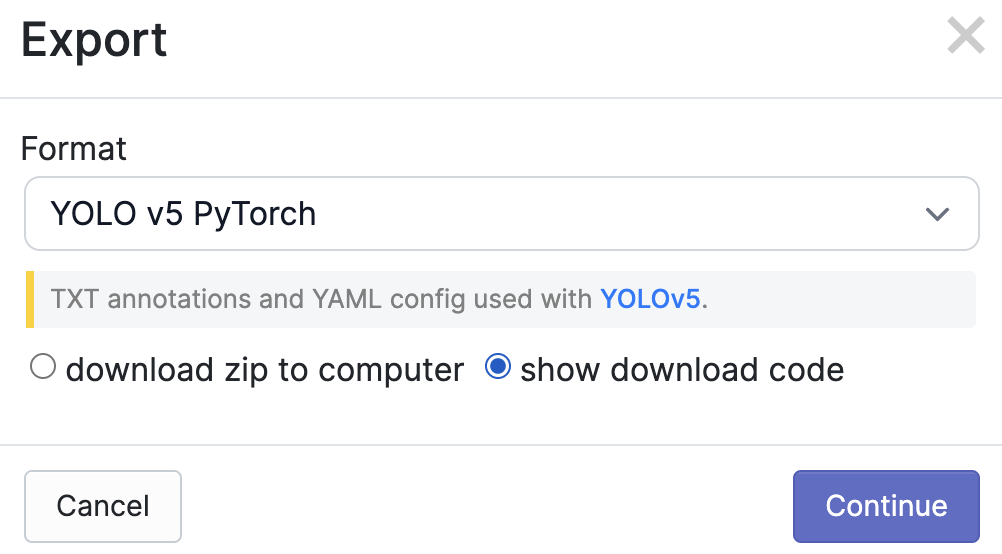 Export
Format
YOLO v5 PyTorch
TXT annotations and YAML config used with YOLOv5.
download zip to computer show download code
Cancel Continue